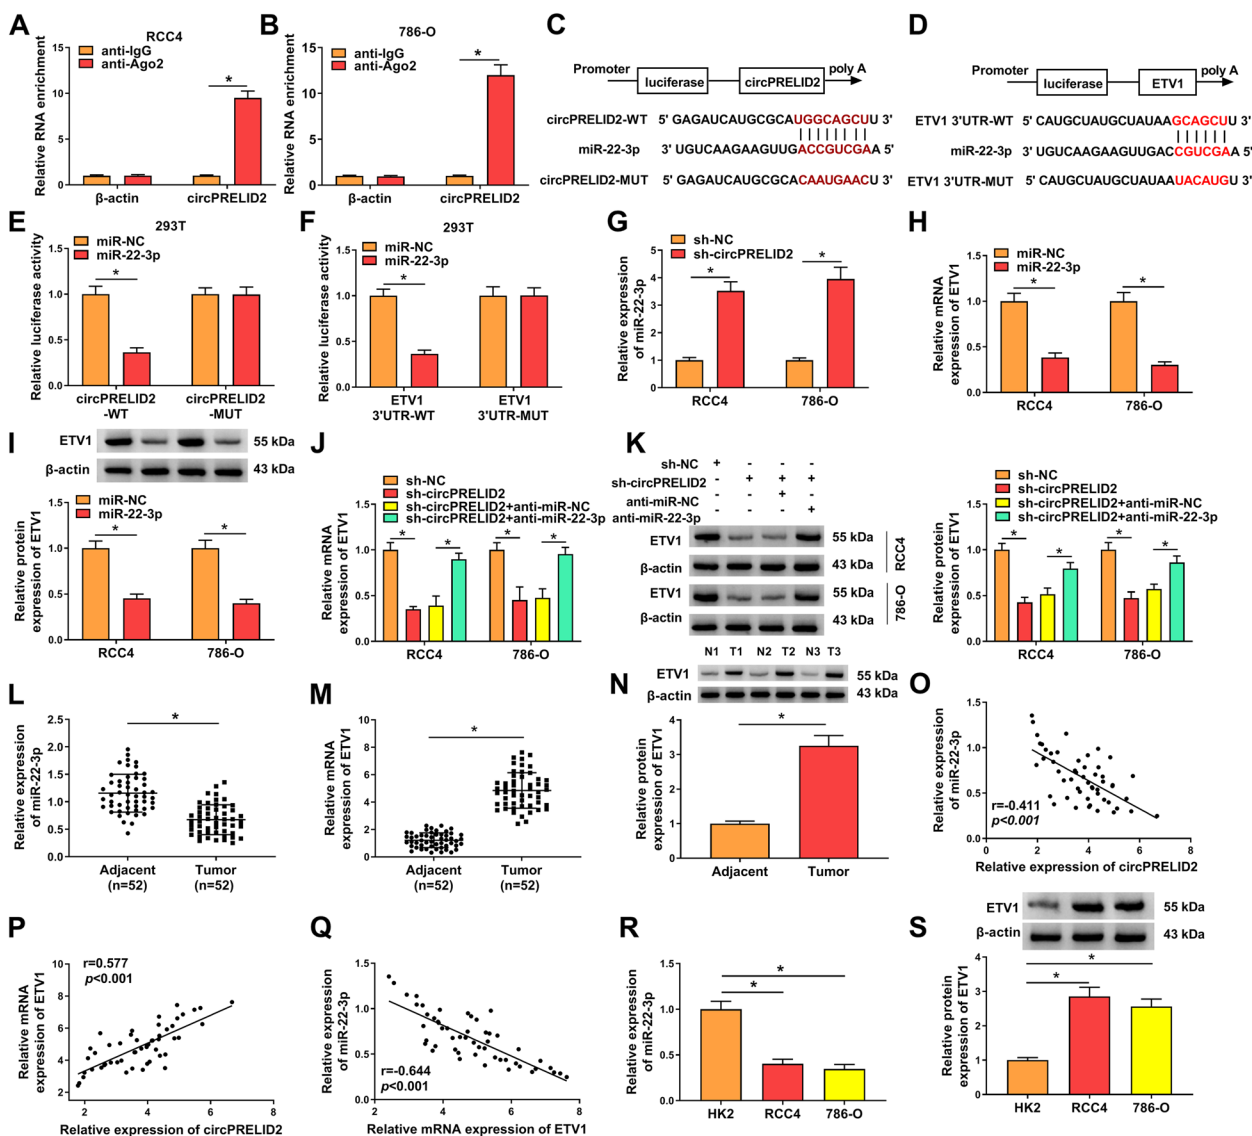 A
RCC4
anti-IgG
anti-Ago2
Relative RNA enrichment
15
10
5
0
*
β-actin
circPRELID2
B
786-O
anti-IgG
anti-Ago2
Relative RNA enrichment
15
10
5
0
*
β-actin
circPRELID2
C
Promoter
luciferase
circPRELID2
poly A
circPRELID2-WT 5' GAGAUCAUGCGCAUGGCAGCUU 3'
miR-22-3p 3' UGUCAAGAAGUUGACCGUCGAA 5'
circPRELID2-MUT 5' GAGAUCAUGCGCACAAUGAACU 3'
D
Promoter
luciferase
ETV1
poly A
ETV1 3'UTR-WT 5' CAUGCUAUGCUAUAAGCAGCUU 3'
miR-22-3p 3' UGUCAAGAAGUUGACCGUCGAA 5'
ETV1 3'UTR-MUT 5' CAUGCUAUGCUAUAAUACAUGU 3'
E
293T
miR-NC
miR-22-3p
Relative luciferase activity
1.5
1.0
0.5
0.0
*
circPRELID2 circPRELID2
-WT -MUT
F
293T
miR-NC
miR-22-3p
Relative luciferase activity
1.5
1.0
0.5
0.0
*
ETV1 ETV1
3'UTR-WT 3'UTR-MUT
G
sh-NC
sh-circPRELID2
Relative expression
of miR-22-3p
5
4
3
2
1
0
* *
RCC4 786-O
H
miR-NC
miR-22-3p
Relative mRNA
expression of ETV1
1.5
1.0
0.5
0.0
* *
RCC4 786-O
I
ETV1 55 kDa
β-actin 43 kDa
miR-NC
miR-22-3p
Relative protein
expression of ETV1
1.5
1.0
0.5
0.0
* *
RCC4 786-O
J
sh-NC
sh-circPRELID2
sh-circPRELID2+anti-miR-NC
sh-circPRELID2+anti-miR-22-3p
Relative mRNA
expression of ETV1
1.5
1.0
0.5
0.0
* * * *
RCC4 786-O
K
sh-NC + - - -
sh-circPRELID2 - + + +
anti-miR-NC - - + -
anti-miR-22-3p - - - +
ETV1 55 kDa
β-actin 43 kDa
RCC4
ETV1 55 kDa
β-actin 43 kDa
786-O
sh-NC
sh-circPRELID2
sh-circPRELID2+anti-miR-NC
sh-circPRELID2+anti-miR-22-3p
Relative protein
expression of ETV1
1.5
1.0
0.5
0.0
* * * *
RCC4 786-O
L
Relative expression
of miR-22-3p
2.5
2.0
1.5
1.0
0.5
0.0
*
Adjacent Tumor
(n=52) (n=52)
M
Relative mRNA
expression of ETV1
10
8
6
4
2
0
*
Adjacent Tumor
(n=52) (n=52)
N
N1 T1 N2 T2 N3 T3
ETV1 55 kDa
β-actin 43 kDa
Relative protein
expression of ETV1
4
3
2
1
0
*
Adjacent Tumor
O
Relative expression
of miR-22-3p
1.5
1.0
0.5
0.0
r=-0.411
p<0.001
0 2 4 6 8
Relative expression of circPRELID2
P
r=0.577
p<0.001
Relative mRNA
expression of ETV1
10
8
6
4
2
2 4 6 8
Relative expression of circPRELID2
Q
Relative expression
of miR-22-3p
1.5
1.0
0.5
0.0
r=-0.644
p<0.001
2 4 6 8
Relative mRNA expression of ETV1
R
Relative expression
of miR-22-3p
1.5
1.0
0.5
0.0
*
*
HK2 RCC4 786-O
S
ETV1 55 kDa
β-actin 43 kDa
Relative protein
expression of ETV1
4
3
2
1
0
*
*
HK2 RCC4 786-O